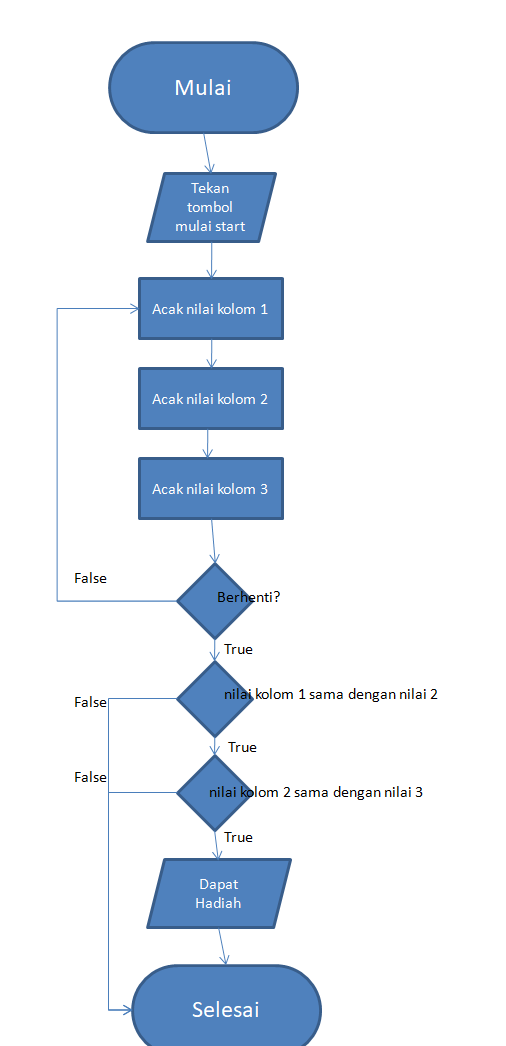 Mulai
Tekan
tombol
mulai start
Acak nilai kolom 1
Acak nilai kolom 2
Acak nilai kolom 3
False
Berhenti?
True
False
nilai kolom 1 sama dengan nilai 2
True
False
nilai kolom 2 sama dengan nilai 3
True
Dapat
Hadiah
Selesai